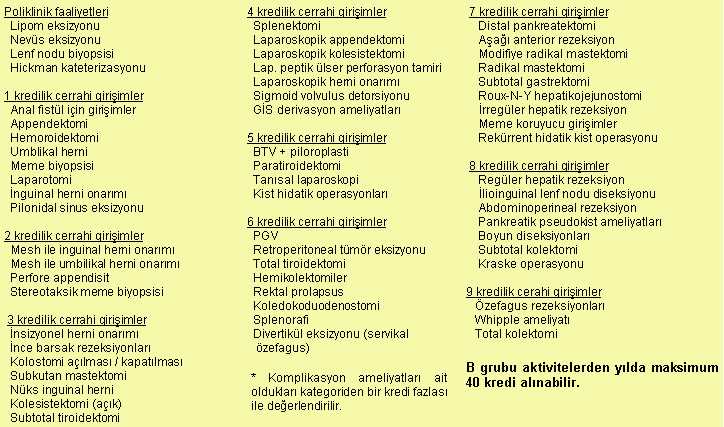 Poliklinik faaliyetleri
Lipom eksizyonu
Nevüs eksizyonu
Lenf nodu biyopsisi
Hickman kateterizasyonu
1 kredilik cerrahi girişimler
Anal fistül için girişimler
Appendektomi
Hemoroidektomi
Umblikal herni
Meme biyopsisi
Laparotomi
İnguinal herni onarımı
Pilonidal sinus eksizyonu
2 kredilik cerrahi girişimler
Mesh ile inguinal herni onarımı
Mesh ile umbilikal herni onarımı
Perfore appendisit
Stereotaksik meme biyopsisi
3 kredilik cerrahi girişimler
İnsizyonel herni onarımı
İnce barsak rezeksiyonları
Kolostomi açılması / kapatılması
Subkutan mastektomi
Nüks inguinal herni
Kolesistektomi (açık)
Subtotal tiroidektomi
4 kredilik cerrahi girişimler
Splenektomi
Laparoskopik appendektomi
Laparoskopik kolesistektomi
Lap. peptik ülser perforasyon tamiri
Laparoskopik herni onarımı
Sigmoid volvulus detorsiyonu
GİS derivasyon ameliyatları
5 kredilik cerrahi girişimler
BTV + piloroplasti
Paratiroidektomi
Tanısal laparoskopi
Kist hidatik operasyonları
6 kredilik cerrahi girişimler
PGV
Retroperitoneal tümör eksizyonu
Total tiroidektomi
Hemikolektomiler
Rektal prolapsus
Koledokoduodenostomi
Splenorafi
Divertikül eksizyonu (servikal
özefagus)
* Komplikasyon ameliyatları ait
oldukları kategoriden bir kredi fazlası
ile değerlendirilir.
7 kredilik cerrahi girişimler
Distal pankreatektomi
Aşağı anterior rezeksiyon
Modifiye radikal mastektomi
Radikal mastektomi
Subtotal gastrektomi
Roux-N-Y hepatikojejunostomi
İrregüler hepatik rezeksiyon
Meme koruyucu girişimler
Rekürrent hidatik kist operasyonu
8 kredilik cerrahi girişimler
Regüler hepatik rezeksiyon
İlioinguinal lenf nodu diseksiyonu
Abdominoperineal rezeksiyon
Pankreatik pseudokist ameliyatları
Boyun diseksiyonları
Subtotal kolektomi
Kraske operasyonu
9 kredilik cerrahi girişimler
Özefagus rezeksiyonları
Whipple ameliyatı
Total kolektomi
B grubu aktivitelerden yılda maksimum
40 kredi alınabilir.